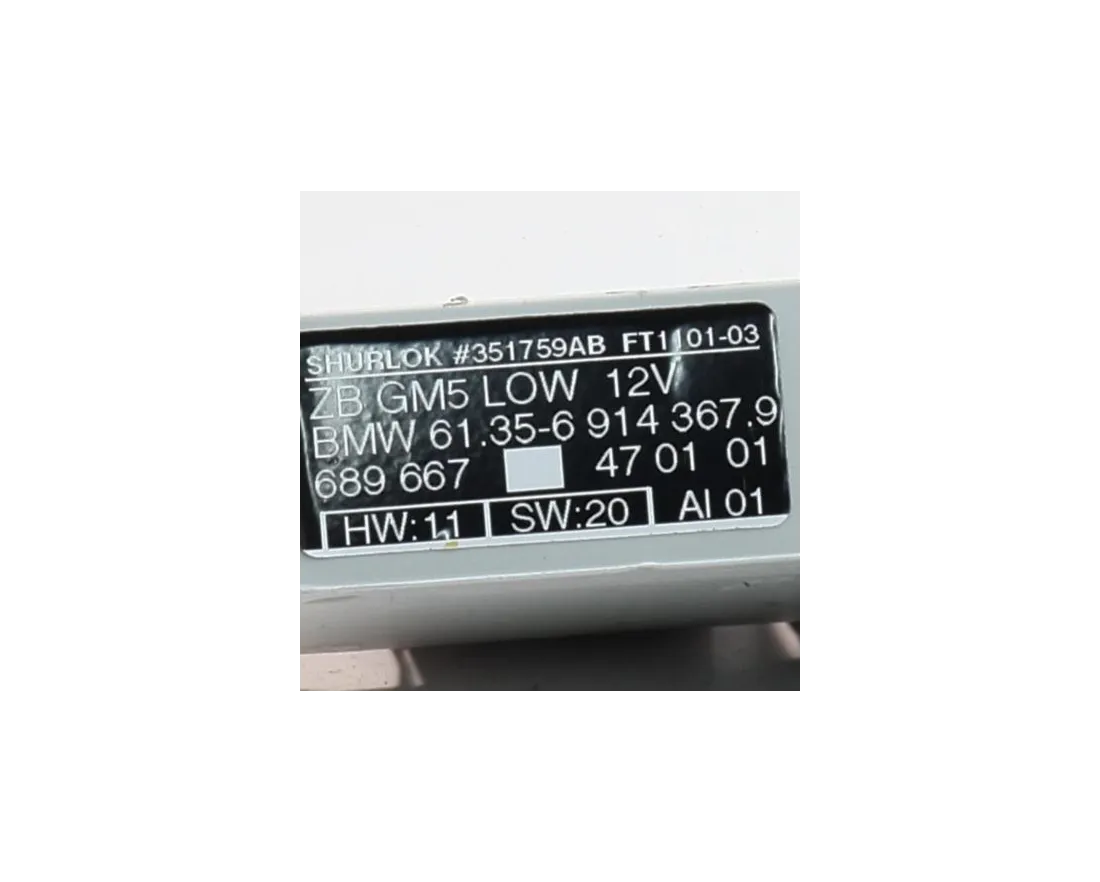 SHURLOK #351759AB FT1101-03
ZB GM5 LOW 12V
BMW 61.35-6 914 367.9
689 667 47 01 01
HW:11 SW:20 AI 01